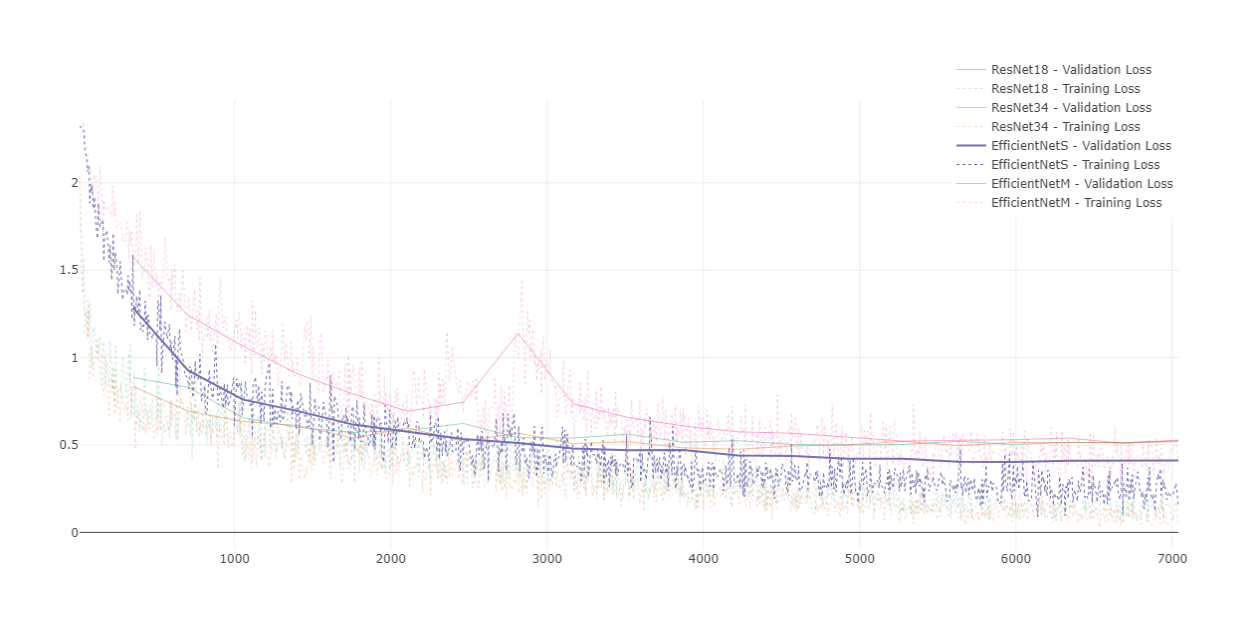 ResNet18 - Validation Loss
ResNet18 - Training Loss
ResNet34 - Validation Loss
ResNet34 - Training Loss
EfficientNetS - Validation Loss
EfficientNetS - Training Loss
EfficientNetM - Validation Loss
EfficientNetM - Training Loss
2
1.5
1
0.5
0
1000 2000 3000 4000 5000 6000 7000